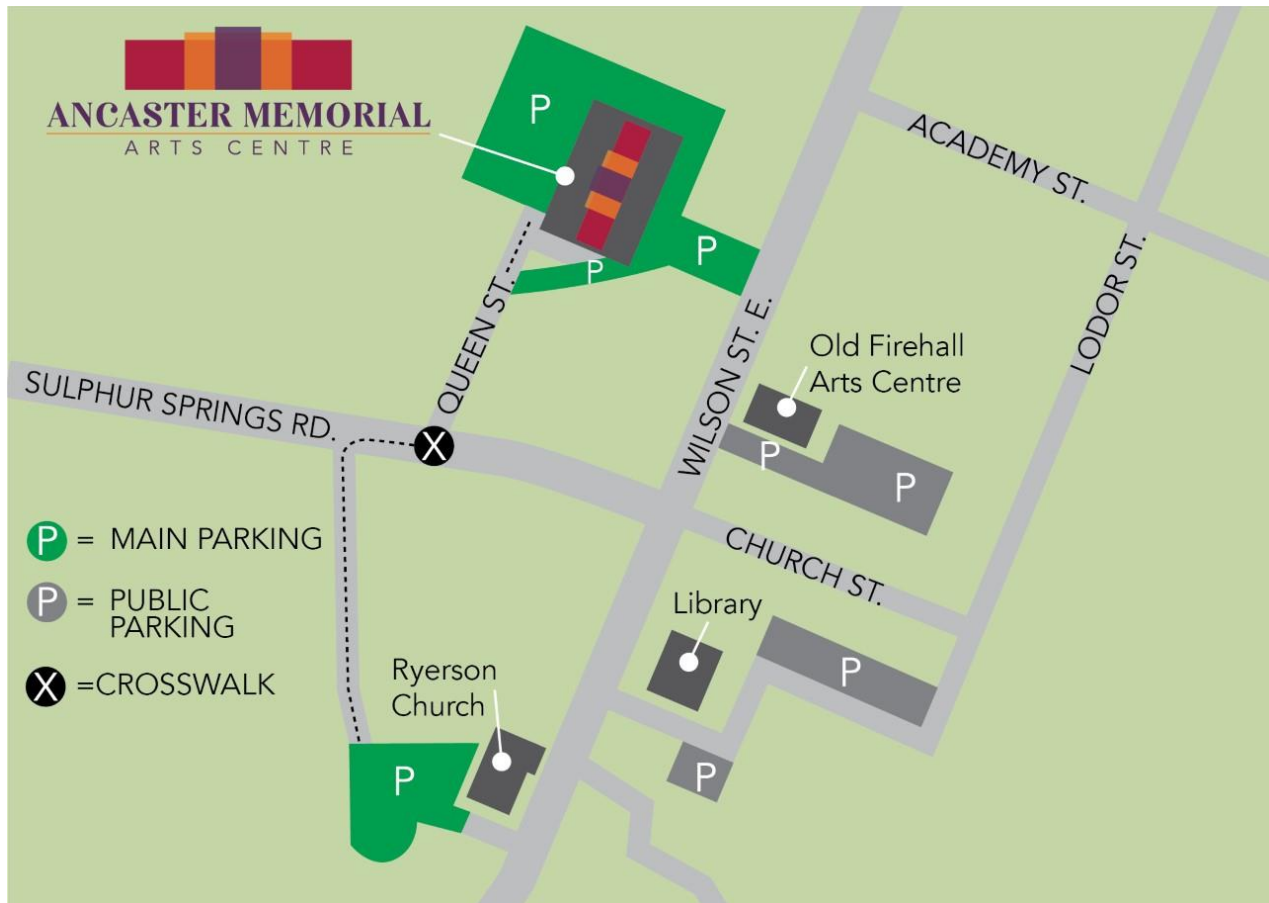 ANCASTER MEMORIAL
ARTS CENTRE
P
P
P
ACADEMY ST.
QUEEN ST.
WILSON ST. E.
LODOR ST.
Old Firehall
Arts Centre
SULPHUR SPRINGS RD.
X
P
P
CHURCH ST.
P = MAIN PARKING
P = PUBLIC
PARKING
X =CROSSWALK
Library
P
Ryerson
Church
P
P